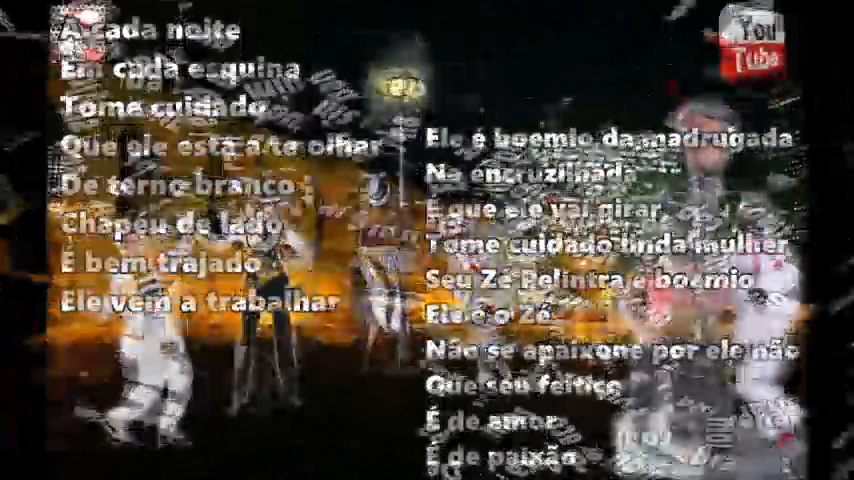 A cada noite
Em cada esquina
Tome cuidado
Que ele está a te olhar
De terno branco
Chapéu de lado
É bem trajado
Ele vem a trabalhar
Ele é boemio da madrugada
Na encruzilhada
É que ele vai girar
Tome cuidado linda mulher
Seu Zé Pelintra é boemio
Ele é o Zé
Não se apaixone por ele não
Que seu feitiço
É de amor
É de paixão
You
Tube